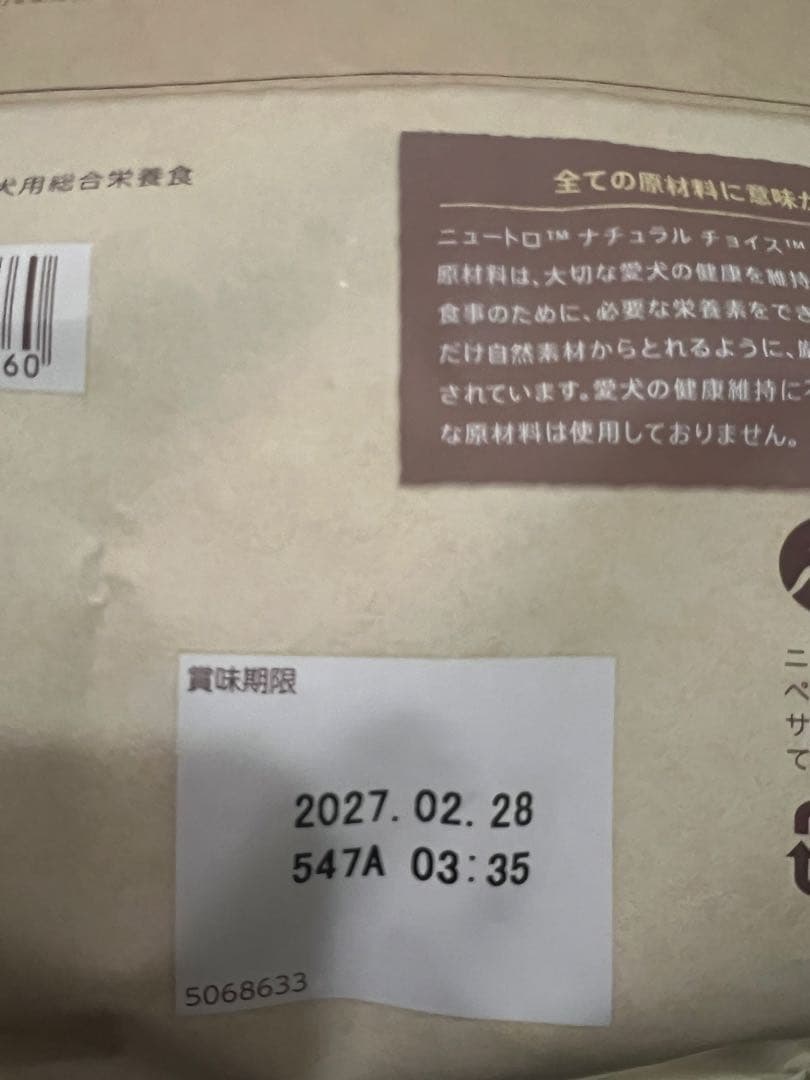 犬用総合栄養食
60
全ての原材料に意味が
ニュートロ™ ナチュラル チョイス™
原材料は、大切な愛犬の健康を維持
食事のために、必要な栄養素をでき
だけ自然素材からとれるように、
されています。愛犬の健康維持に
な原材料は使用しておりません。
ニ
ペ
サ
て
賞味期限
2027.02.28
547A 03:35
5068633